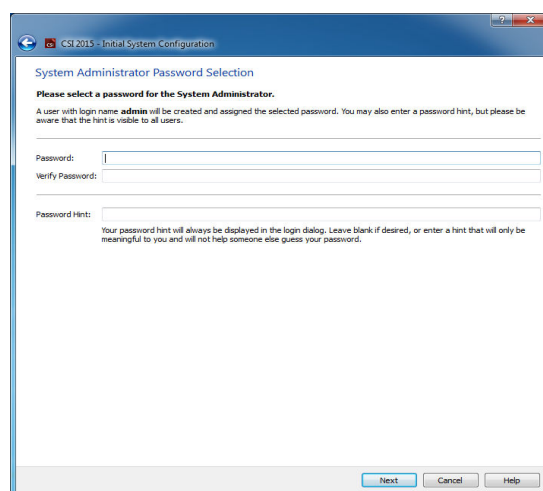 CSI 2015 - Initial System Configuration
System Administrator Password Selection
Please select a password for the System Administrator.
A user with login name admin will be created and assigned the selected password. You may also enter a password hint, but please be
aware that the hint is visible to all users.
Password:
Verify Password:
Password Hint:
Your password hint will always be displayed in the login dialog. Leave blank if desired, or enter a hint that will only be
meaningful to you and will not help someone else guess your password.
Next Cancel Help